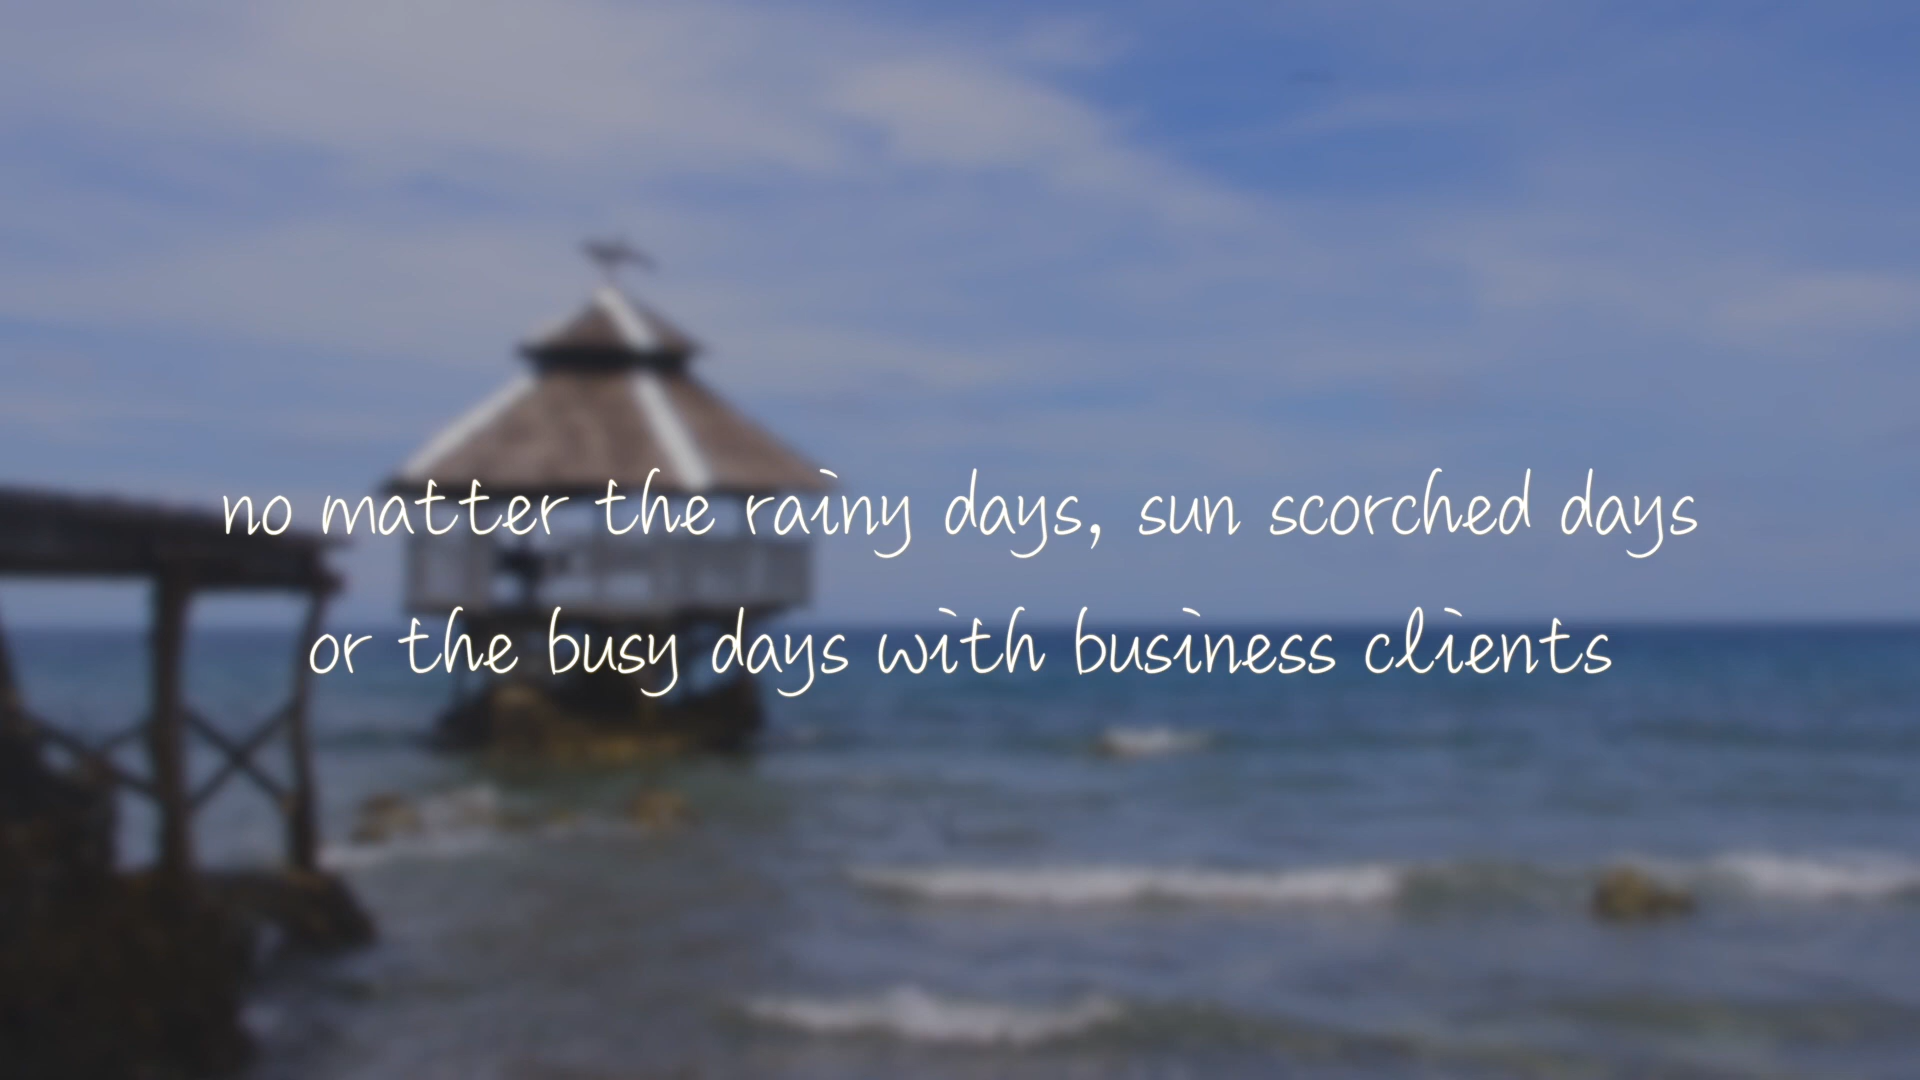 no matter the rainy days, sun scorched days
or the busy days with business clients